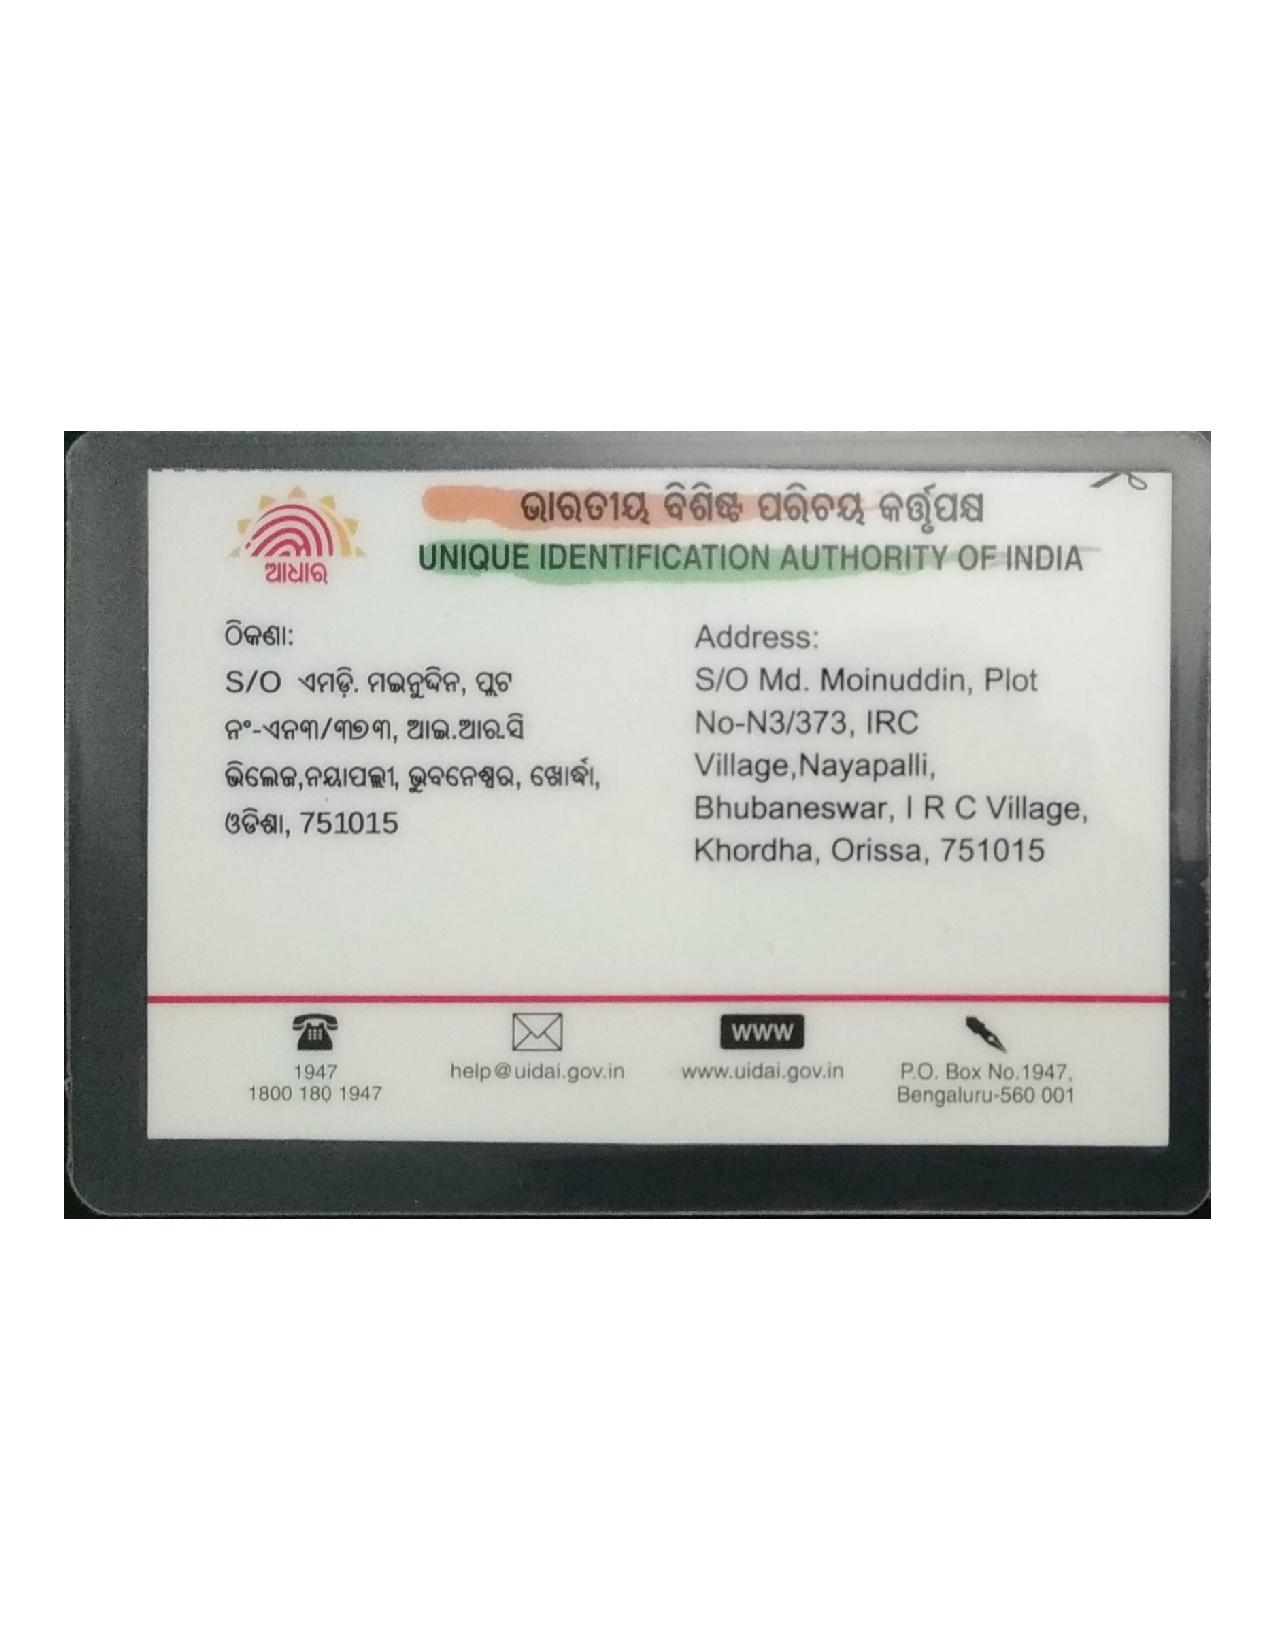 ଭାରତୀୟ ବିଶିଷ୍ଟ ପରିଚୟ କର୍ତ୍ତୃପକ୍ଷ
UNIQUE IDENTIFICATION AUTHORITY OF INDIA
ଆଧାର
ଠିକଣା:
S/O ଏମଡ଼ି. ମଇନୁଦ୍ଦିନ, ପ୍ଲଟ
ନଂ-ଏନ୩/୩୭୩, ଆଇ.ଆର.ସି
ଭିଲେଜ,ନୟାପଲ୍ଲୀ, ଭୁବନେଶ୍ୱର, ଖୋର୍ଦ୍ଧା,
ଓଡିଶା, 751015
Address:
S/O Md. Moinuddin, Plot
No-N3/373, IRC
Village,Nayapalli,
Bhubaneswar, I R C Village,
Khordha, Orissa, 751015
1947
1800 180 1947
help@uidai.gov.in
www
www.uidai.gov.in
P.O. Box No.1947,
Bengaluru-560 001